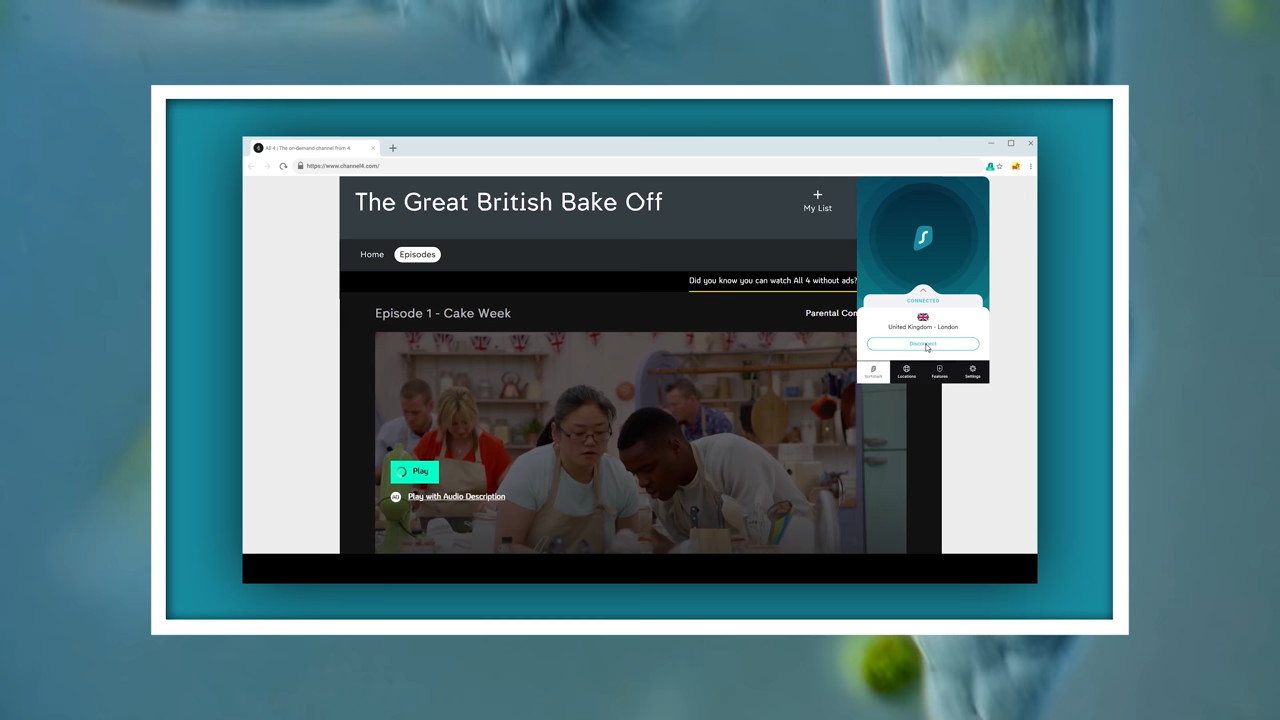 All 4 | The on-demand channel from 4
https://www.channel4.com/
The Great British Bake Off
My List
Home
Episodes
Did you know you can watch All 4 without ads?
Episode 1 - Cake Week
Parental Con
Play
AD
Play with Audio Description
CONNECTED
United Kingdom - London
Disconnect
Surfshark
Locations
Features
Settings